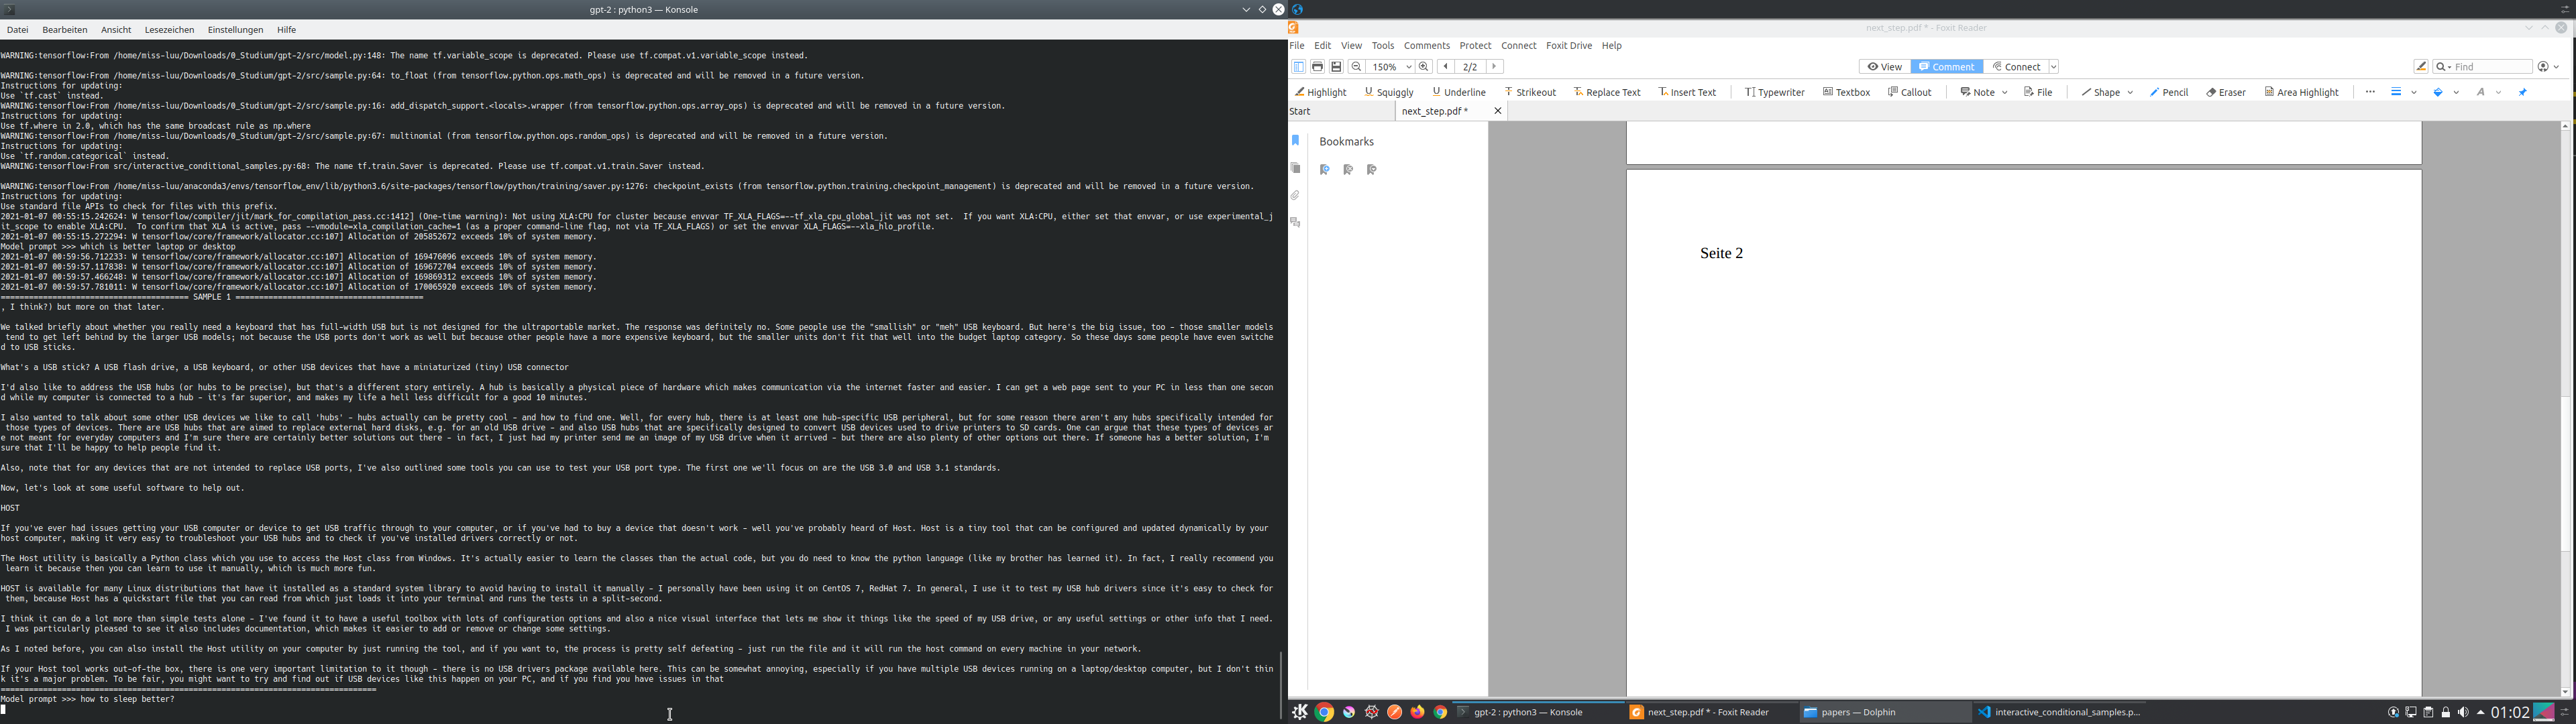 gpt-2 : python3 — Konsole
Datei Bearbeiten Ansicht Lesezeichen Einstellungen Hilfe
WARNING:tensorflow:From /home/miss-luu/Downloads/0_Studium/gpt-2/src/model.py:148: The name tf.variable_scope is deprecated. Please use tf.compat.v1.variable_scope instead.
WARNING:tensorflow:From /home/miss-luu/Downloads/0_Studium/gpt-2/src/sample.py:64: to_float (from tensorflow.python.ops.math_ops) is deprecated and will be removed in a future version.
Instructions for updating:
Use `tf.cast` instead.
WARNING:tensorflow:From /home/miss-luu/Downloads/0_Studium/gpt-2/src/sample.py:16: add_dispatch_support.<locals>.wrapper (from tensorflow.python.ops.array_ops) is deprecated and will be removed in a future version.
Instructions for updating:
Use tf.where in 2.0, which has the same broadcast rule as np.where
WARNING:tensorflow:From /home/miss-luu/Downloads/0_Studium/gpt-2/src/sample.py:67: multinomial (from tensorflow.python.ops.random_ops) is deprecated and will be removed in a future version.
Instructions for updating:
Use `tf.random.categorical` instead.
WARNING:tensorflow:From src/interactive_conditional_samples.py:68: The name tf.train.Saver is deprecated. Please use tf.compat.v1.train.Saver instead.
WARNING:tensorflow:From /home/miss-luu/anaconda3/envs/tensorflow_env/lib/python3.6/site-packages/tensorflow/python/training/saver.py:1276: checkpoint_exists (from tensorflow.python.training.checkpoint_management) is deprecated and will be removed in a future version.
Instructions for updating:
Use standard file APIs to check for files with this prefix.
2021-01-07 00:55:15.242624: W tensorflow/compiler/jit/mark_for_compilation_pass.cc:1412] (One-time warning): Not using XLA:CPU for cluster because envvar TF_XLA_FLAGS=--tf_xla_cpu_global_jit was not set.  If you want XLA:CPU, either set that envvar, or use experimental_j
it_scope to enable XLA:CPU.  To confirm that XLA is active, pass --vmodule=xla_compilation_cache=1 (as a proper command-line flag, not via TF_XLA_FLAGS) or set the envvar XLA_FLAGS=--xla_hlo_profile.
2021-01-07 00:55:15.272294: W tensorflow/core/framework/allocator.cc:107] Allocation of 205852672 exceeds 10% of system memory.
Model prompt >>> which is better laptop or desktop
2021-01-07 00:59:56.712233: W tensorflow/core/framework/allocator.cc:107] Allocation of 169476096 exceeds 10% of system memory.
2021-01-07 00:59:57.117838: W tensorflow/core/framework/allocator.cc:107] Allocation of 169672704 exceeds 10% of system memory.
2021-01-07 00:59:57.466248: W tensorflow/core/framework/allocator.cc:107] Allocation of 169869312 exceeds 10% of system memory.
2021-01-07 00:59:57.781011: W tensorflow/core/framework/allocator.cc:107] Allocation of 170065920 exceeds 10% of system memory.
======================================== SAMPLE 1 ========================================
, I think?) but more on that later.
We talked briefly about whether you really need a keyboard that has full-width USB but is not designed for the ultraportable market. The response was definitely no. Some people use the "smallish" or "meh" USB keyboard. But here's the big issue, too - those smaller models
tend to get left behind by the larger USB models; not because the USB ports don't work as well but because other people have a more expensive keyboard, but the smaller units don't fit that well into the budget laptop category. So these days some people have even switche
d to USB sticks.
What's a USB stick? A USB flash drive, a USB keyboard, or other USB devices that have a miniaturized (tiny) USB connector
I'd also like to address the USB hubs (or hubs to be precise), but that's a different story entirely. A hub is basically a physical piece of hardware which makes communication via the internet faster and easier. I can get a web page sent to your PC in less than one secon
d while my computer is connected to a hub - it's far superior, and makes my life a hell less difficult for a good 10 minutes.
I also wanted to talk about some other USB devices we like to call 'hubs' - hubs actually can be pretty cool - and how to find one. Well, for every hub, there is at least one hub-specific USB peripheral, but for some reason there aren't any hubs specifically intended for
those types of devices. There are USB hubs that are aimed to replace external hard disks, e.g. for an old USB drive - and also USB hubs that are specifically designed to convert USB devices used to drive printers to SD cards. One can argue that these types of devices ar
e not meant for everyday computers and I'm sure there are certainly better solutions out there - in fact, I just had my printer send me an image of my USB drive when it arrived - but there are also plenty of other options out there. If someone has a better solution, I'm
sure that I'll be happy to help people find it.
Also, note that for any devices that are not intended to replace USB ports, I've also outlined some tools you can use to test your USB port type. The first one we'll focus on are the USB 3.0 and USB 3.1 standards.
Now, let's look at some useful software to help out.
HOST
If you've ever had issues getting your USB computer or device to get USB traffic through to your computer, or if you've had to buy a device that doesn't work - well you've probably heard of Host. Host is a tiny tool that can be configured and updated dynamically by your
host computer, making it very easy to troubleshoot your USB hubs and to check if you've installed drivers correctly or not.
The Host utility is basically a Python class which you use to access the Host class from Windows. It's actually easier to learn the classes than the actual code, but you do need to know the python language (like my brother has learned it). In fact, I really recommend you
learn it because then you can learn to use it manually, which is much more fun.
HOST is available for many Linux distributions that have it installed as a standard system library to avoid having to install it manually - I personally have been using it on CentOS 7, RedHat 7. In general, I use it to test my USB hub drivers since it's easy to check for
them, because Host has a quickstart file that you can read from which just loads it into your terminal and runs the tests in a split-second.
I think it can do a lot more than simple tests alone - I've found it to have a useful toolbox with lots of configuration options and also a nice visual interface that lets me show it things like the speed of my USB drive, or any useful settings or other info that I need.
I was particularly pleased to see it also includes documentation, which makes it easier to add or remove or change some settings.
As I noted before, you can also install the Host utility on your computer by just running the tool, and if you want to, the process is pretty self defeating - just run the file and it will run the host command on every machine in your network.
If your Host tool works out-of-the box, there is one very important limitation to it though - there is no USB drivers package available here. This can be somewhat annoying, especially if you have multiple USB devices running on a laptop/desktop computer, but I don't thin
k it's a major problem. To be fair, you might want to try and find out if USB devices like this happen on your PC, and if you find you have issues in that
================================================================================
Model prompt >>> how to sleep better?
next_step.pdf * - Foxit Reader
File Edit View Tools Comments Protect Connect Foxit Drive Help
150% 2/2 View Comment Connect Find
Highlight Squiggly Underline Strikeout Replace Text Insert Text Typewriter Textbox Callout Note File Shape Pencil Eraser Area Highlight
Start next_step.pdf *
Bookmarks
Seite 2
gpt-2 : python3 — Konsole next_step.pdf * - Foxit Reader papers — Dolphin interactive_conditional_samples.p... 01:02